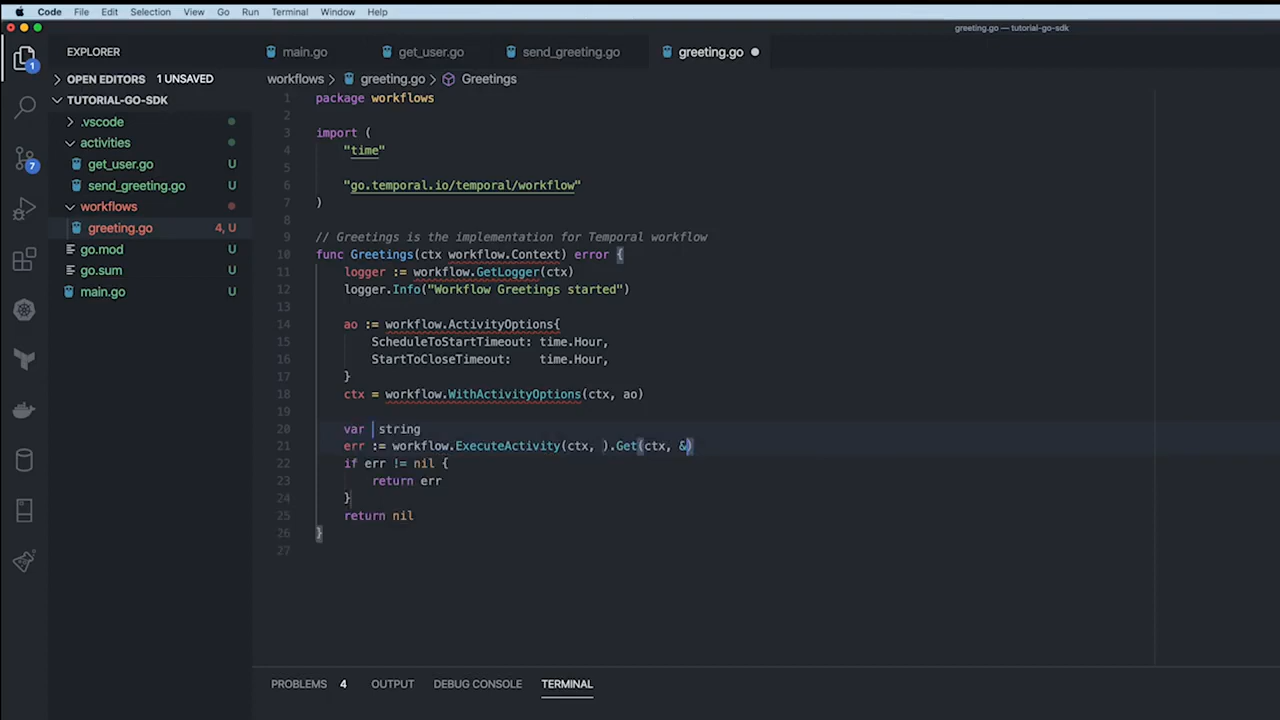 Code File Edit Selection View Go Run Terminal Window Help
greeting.go — tutorial-go-sdk
EXPLORER
main.go get_user.go send_greeting.go greeting.go
1
OPEN EDITORS 1 UNSAVED
workflows greeting.go Greetings
TUTORIAL-GO-SDK
.vscode
activities
get_user.go U
send_greeting.go U
workflows
greeting.go 4, U
go.mod U
go.sum U
main.go U
7
1 package workflows
2
3 import (
4 "time"
5
6 "go.temporal.io/temporal/workflow"
7 )
8
9 // Greetings is the implementation for Temporal workflow
10 func Greetings(ctx workflow.Context) error {
11 logger := workflow.GetLogger(ctx)
12 logger.Info("Workflow Greetings started")
13
14 ao := workflow.ActivityOptions{
15 ScheduleToStartTimeout: time.Hour,
16 StartToCloseTimeout: time.Hour,
17 }
18 ctx = workflow.WithActivityOptions(ctx, ao)
19
20 var string
21 err := workflow.ExecuteActivity(ctx, ).Get(ctx, &)
22 if err != nil {
23 return err
24 }
25 return nil
26 }
27
PROBLEMS 4 OUTPUT DEBUG CONSOLE TERMINAL